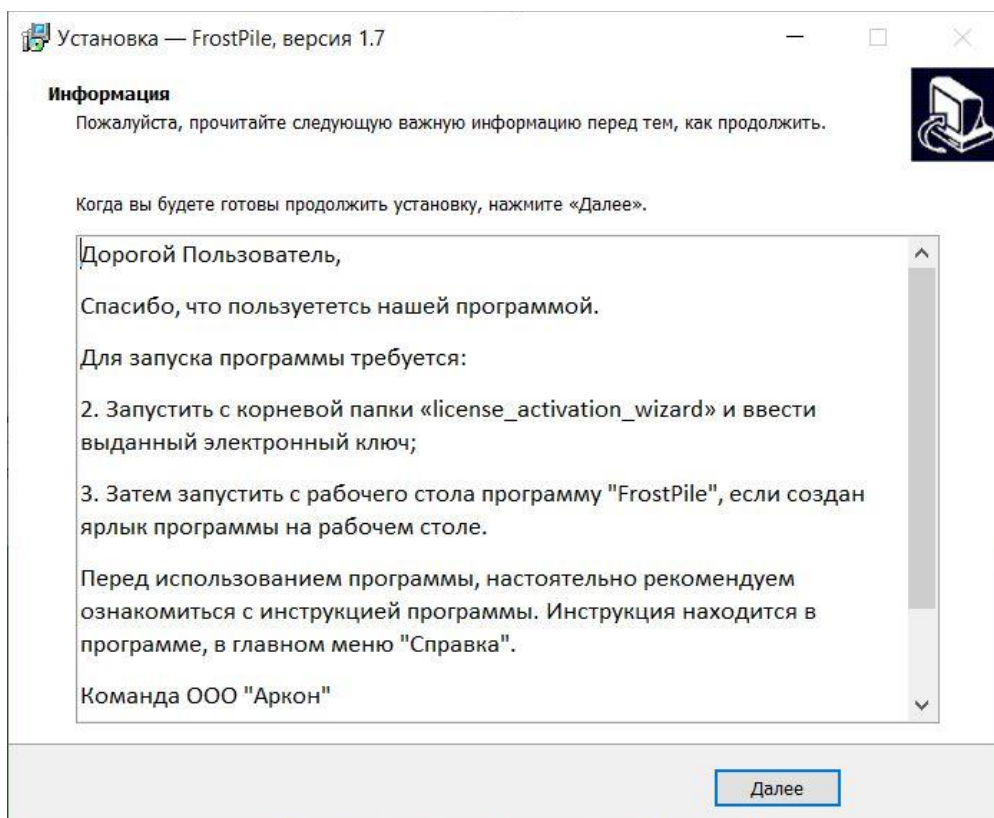 Установка — FrostPile, версия 1.7
Информация
Пожалуйста, прочитайте следующую важную информацию перед тем, как продолжить.
Когда вы будете готовы продолжить установку, нажмите «Далее».
Дорогой Пользователь,
Спасибо, что пользуететсь нашей программой.
Для запуска программы требуется:
2. Запустить с корневой папки «license_activation_wizard» и ввести
выданный электронный ключ;
3. Затем запустить с рабочего стола программу "FrostPile", если создан
ярлык программы на рабочем столе.
Перед использованием программы, настоятельно рекомендуем
ознакомиться с инструкцией программы. Инструкция находится в
программе, в главном меню "Справка".
Команда ООО "Аркон"
Далее